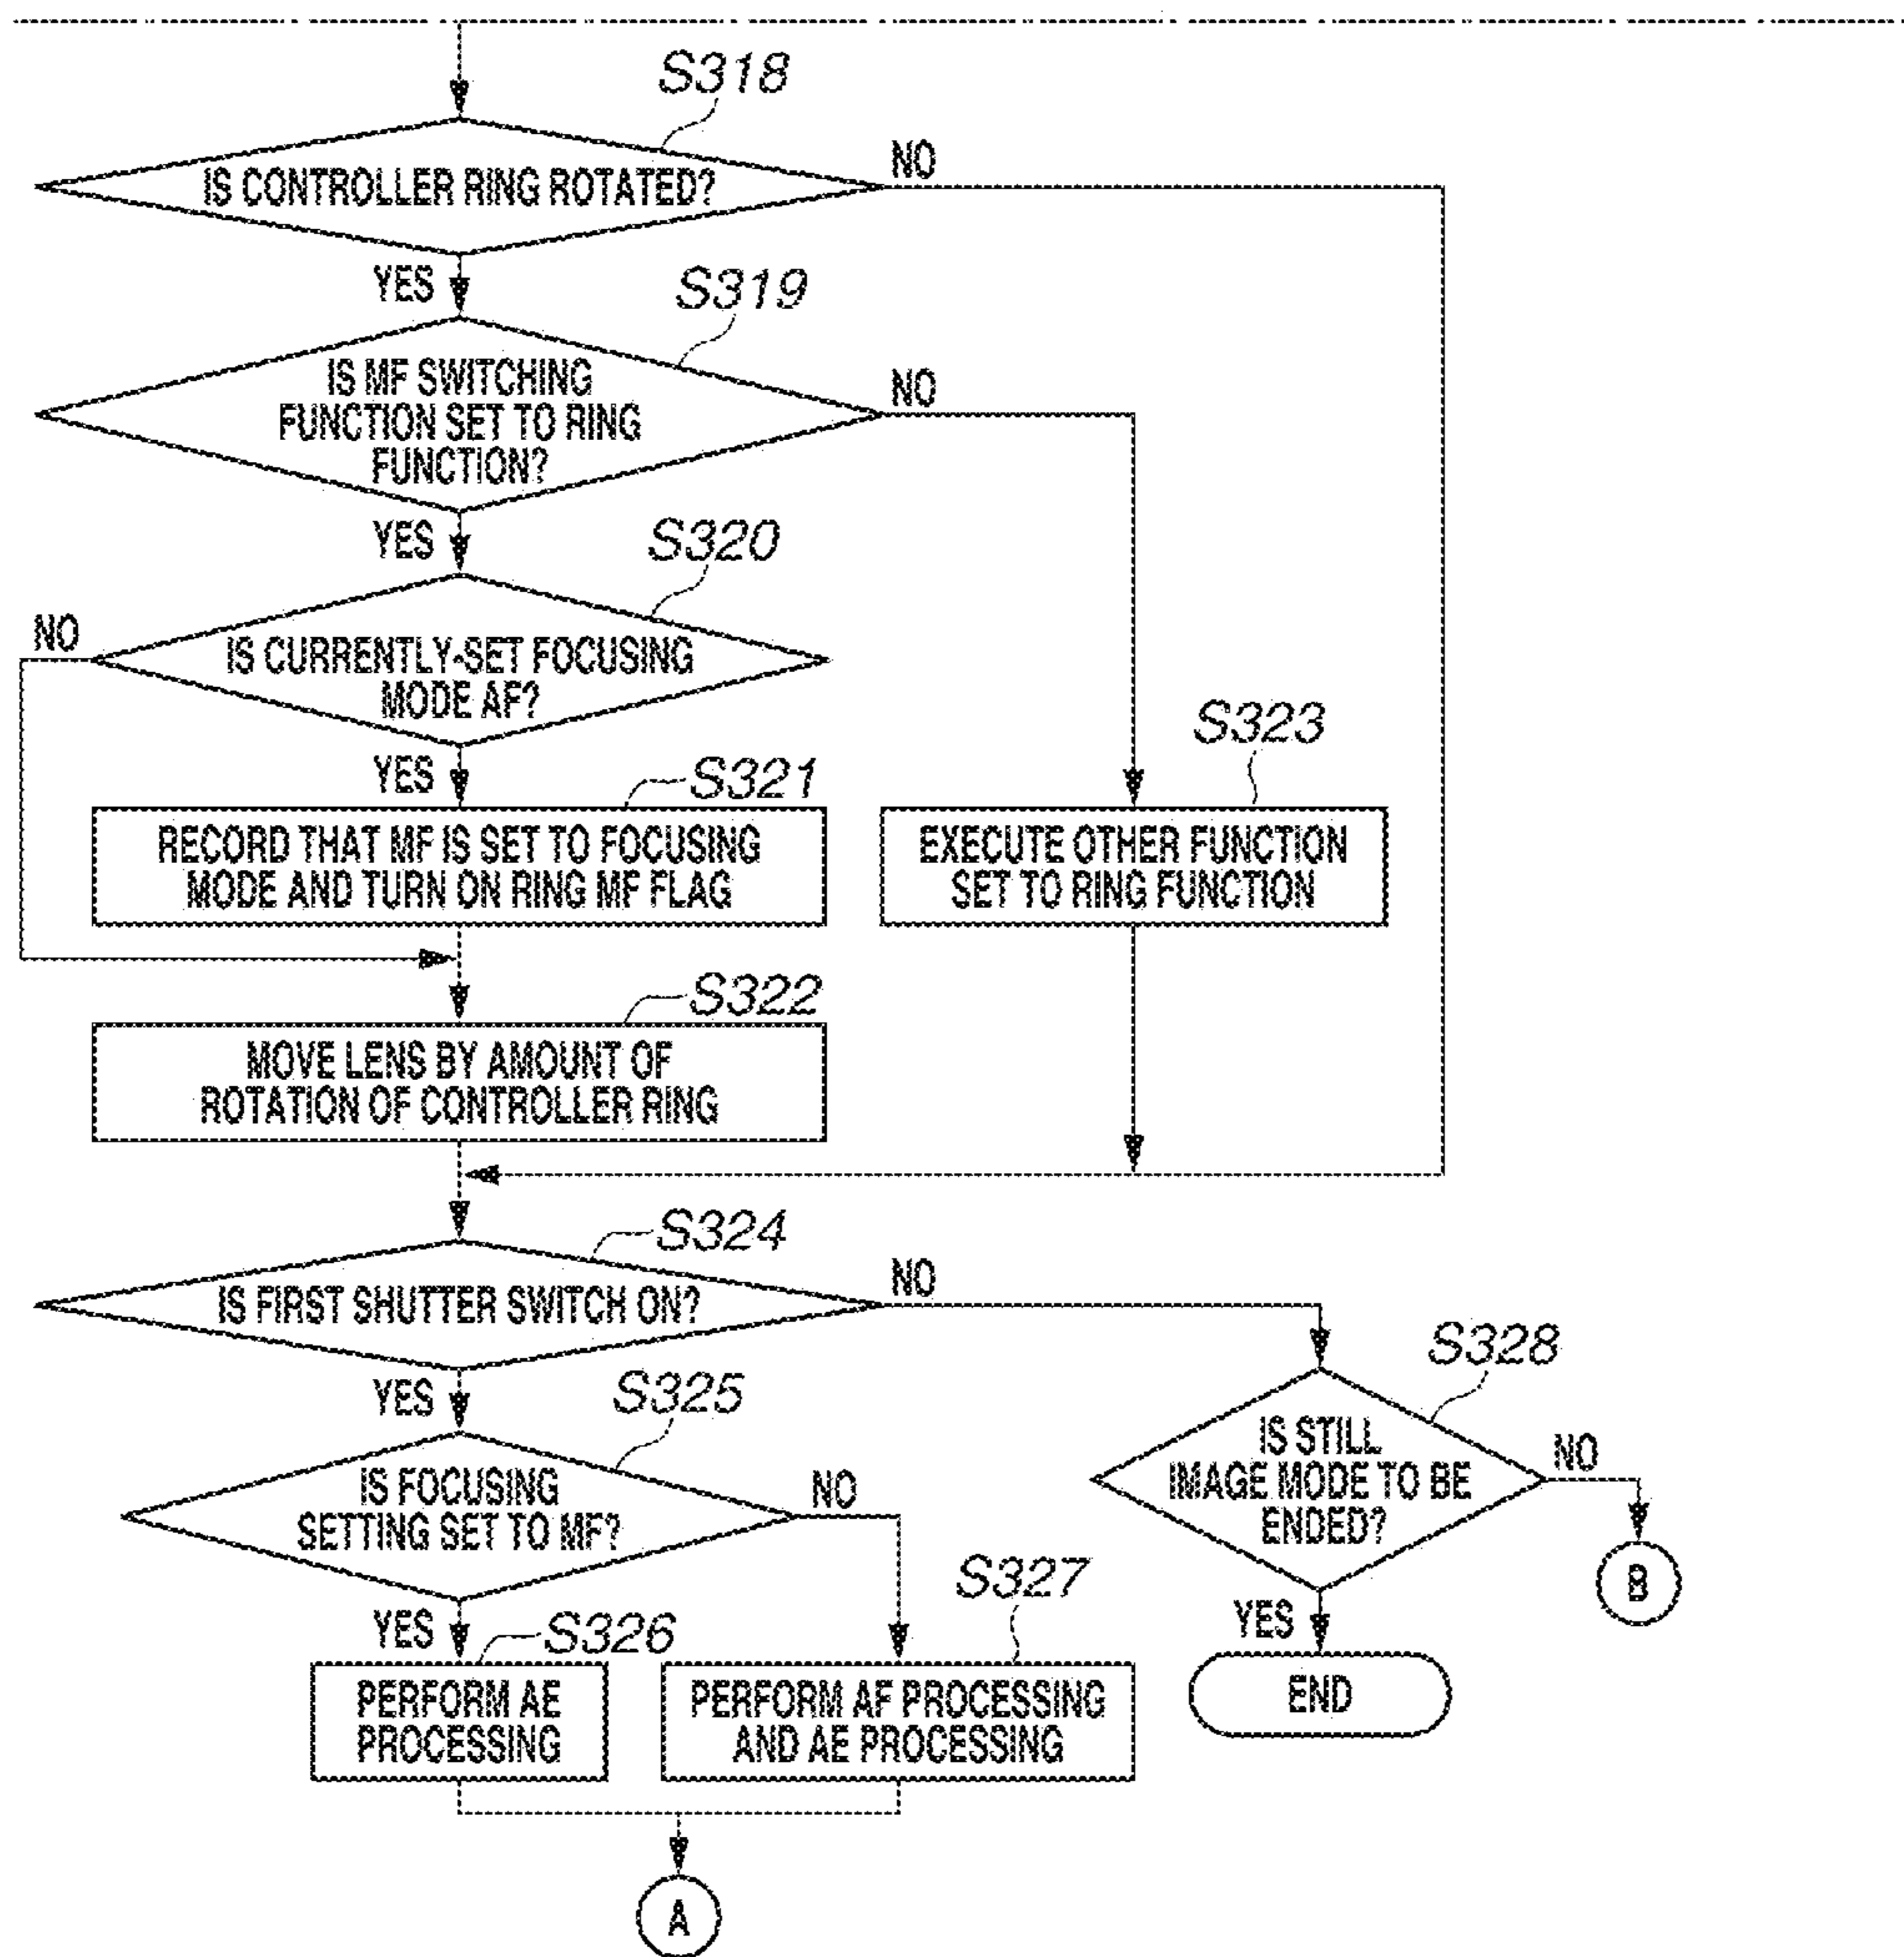 S318
IS CONTROLLER RING ROTATED?
NO
YES
S319
IS MF SWITCHING
FUNCTION SET TO RING
FUNCTION?
NO
YES
S320
NO
IS CURRENTLY-SET FOCUSING
MODE AF?
YES
S321
RECORD THAT MF IS SET TO FOCUSING
MODE AND TURN ON RING MF FLAG
S323
EXECUTE OTHER FUNCTION
SET TO RING FUNCTION
S322
MOVE LENS BY AMOUNT OF
ROTATION OF CONTROLLER RING
S324
IS FIRST SHUTTER SWITCH ON?
NO
YES
S325
IS FOCUSING
SETTING SET TO MF?
NO
S328
IS STILL
IMAGE MODE TO BE
ENDED?
NO
B
YES
END
YES
S326
PERFORM AE
PROCESSING
S327
PERFORM AF PROCESSING
AND AE PROCESSING
A